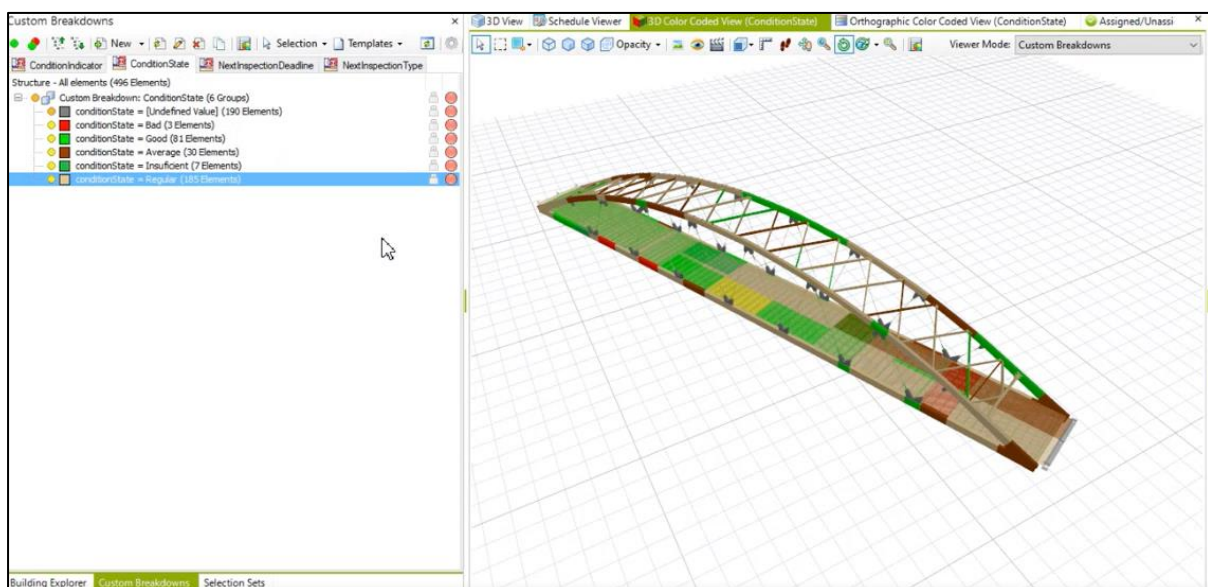 Custom Breakdowns
New
Selection
Templates
ConditionIndicator
ConditionState
NextInspectionDeadline
NextInspectionType
Structure - All elements (496 Elements)
Custom Breakdown: ConditionState (6 Groups)
conditionState = [Undefined Value] (190 Elements)
conditionState = Bad (3 Elements)
conditionState = Good (81 Elements)
conditionState = Average (30 Elements)
conditionState = Insuficient (7 Elements)
conditionState = Regular (185 Elements)
Building Explorer
Custom Breakdowns
Selection Sets
3D View
Schedule Viewer
3D Color Coded View (ConditionState)
Orthographic Color Coded View (ConditionState)
Assigned/Unassi
Opacity
Viewer Mode: Custom Breakdowns